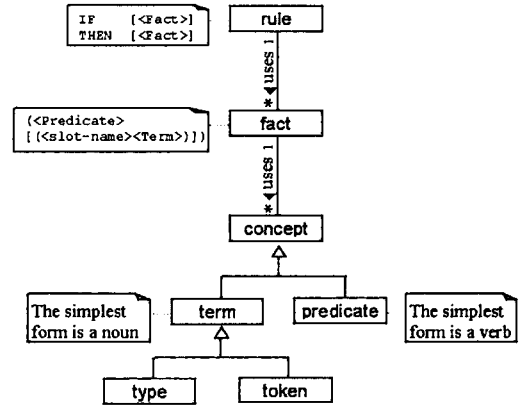 IF [<Fact>]
THEN [<Fact>]
rule
uses 1
*
(<Predicate>
[(<slot-name><Term>)])
fact
uses 1
*
concept
The simplest
form is a noun
term
predicate
The simplest
form is a verb
type
token